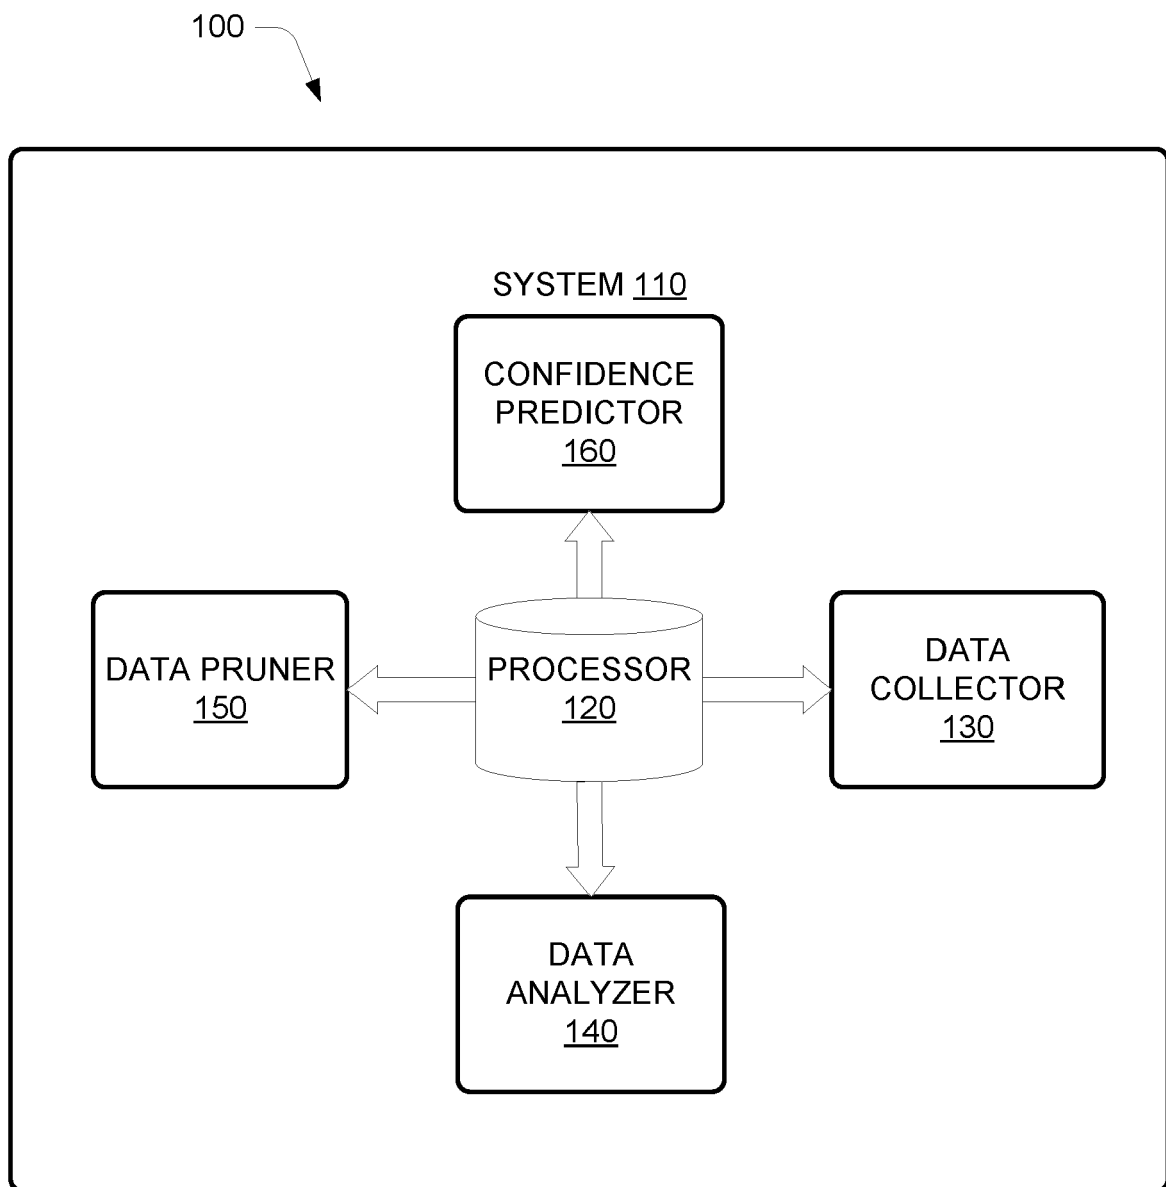 100
SYSTEM 110
CONFIDENCE
PREDICTOR
160
DATA PRUNER
150
PROCESSOR
120
DATA
COLLECTOR
130
DATA
ANALYZER
140